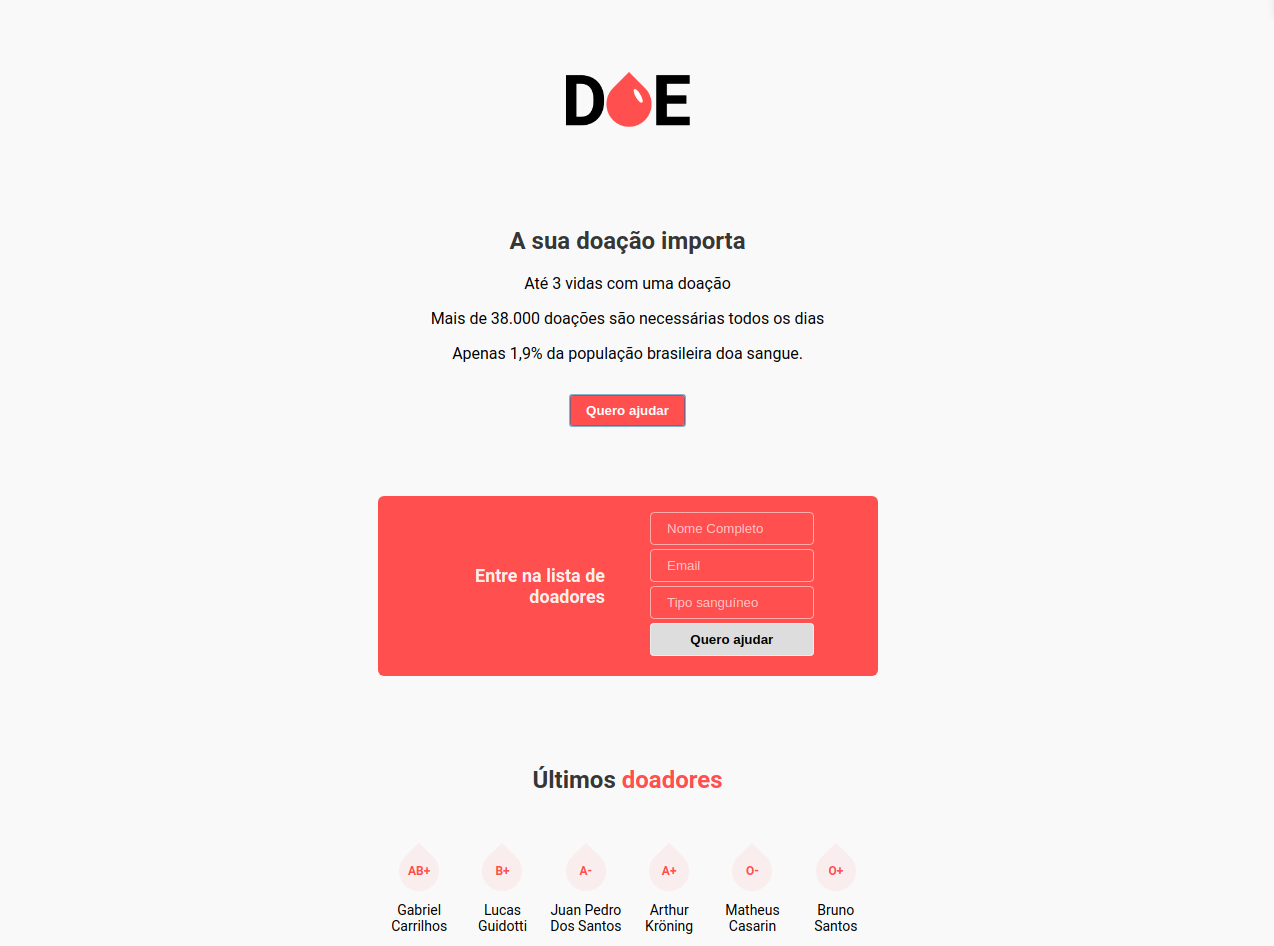 DOE
A sua doação importa
Até 3 vidas com uma doação
Mais de 38.000 doações são necessárias todos os dias
Apenas 1,9% da população brasileira doa sangue.
Quero ajudar
Entre na lista de
doadores
Nome Completo
Email
Tipo sanguíneo
Quero ajudar
Últimos doadores
AB+ B+ A- A+ O- O+
Gabriel Lucas Juan Pedro Arthur Matheus Bruno
Carrilhos Guidotti Dos Santos Kröning Casarin Santos